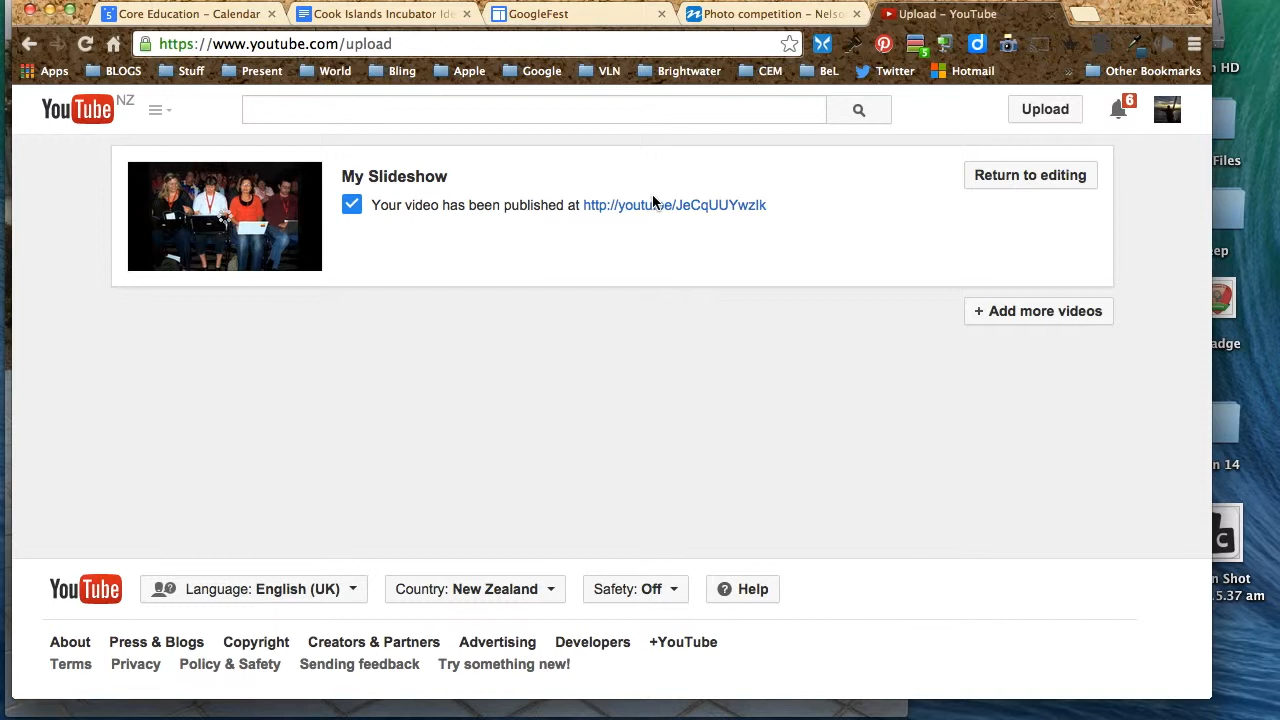 Core Education – Calendar
Cook Islands Incubator Ide
GoogleFest
Photo competition – Nelso
Upload – YouTube
https://www.youtube.com/upload
5
Apps BLOGS Stuff Present World Bling Apple Google VLN Brightwater CEM BeL Twitter Hotmail » Other Bookmarks
YouTube NZ
Upload
6
My Slideshow
Return to editing
Your video has been published at
+ Add more videos
YouTube Language: English (UK) Country: New Zealand Safety: Off Help
About Press & Blogs Copyright Creators & Partners Advertising Developers +YouTube
Terms Privacy Policy & Safety Sending feedback Try something new!
HD
Files
ep
adge
n 14
C
n Shot
5.37 am